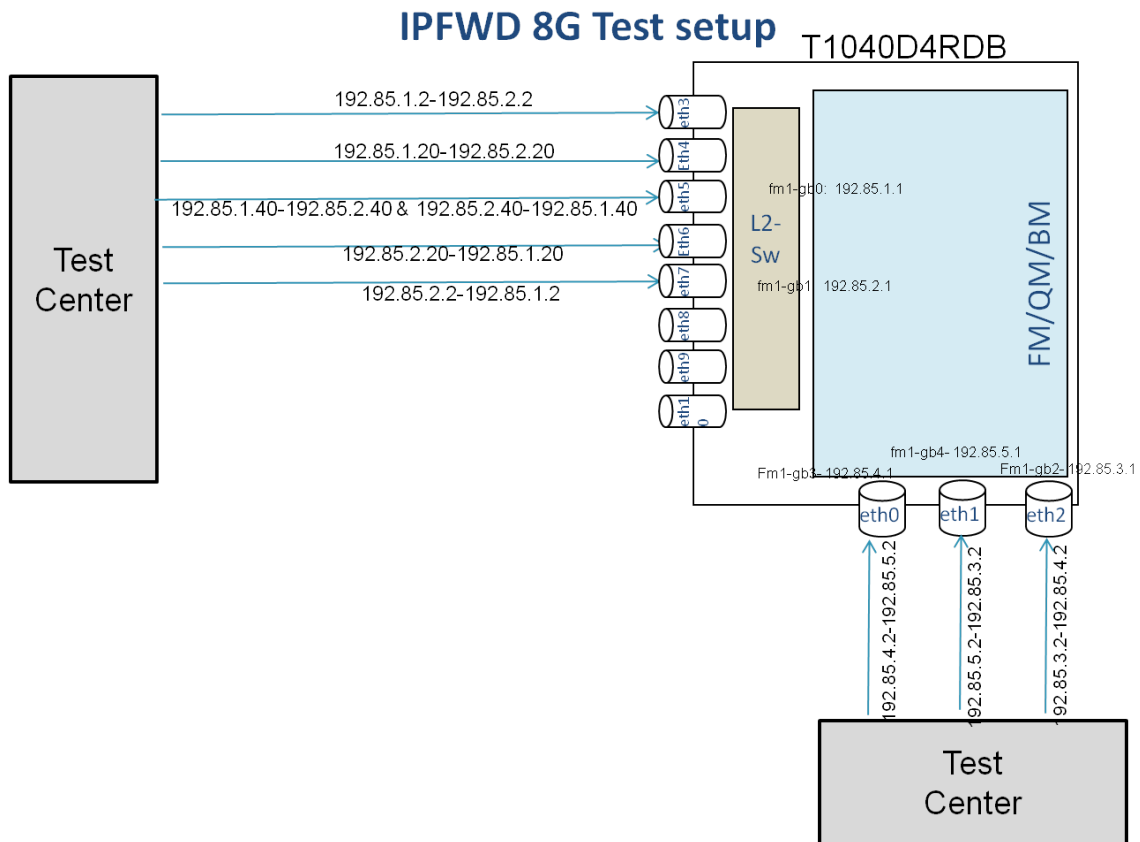 IPFWD 8G Test setup
T1040D4RDB
Test
Center
192.85.1.2-192.85.2.2
192.85.1.20-192.85.2.20
192.85.1.40-192.85.2.40 & 192.85.2.40-192.85.1.40
192.85.2.20-192.85.1.20
192.85.2.2-192.85.1.2
eth3
Eth4
eth5
Eth6
eth7
eth8
eth9
eth1
0
L2-
Sw
fm1-gb0: 192.85.1.1
fm1-gb1: 192.85.2.1
FM/QM/BM
fm1-gb4- 192.85.5.1
Fm1-gb3- 192.85.4.1
Fm1-gb2- 192.85.3.1
eth0
eth1
eth2
192.85.4.2-192.85.5.2
192.85.5.2-192.85.3.2
192.85.3.2-192.85.4.2
Test
Center